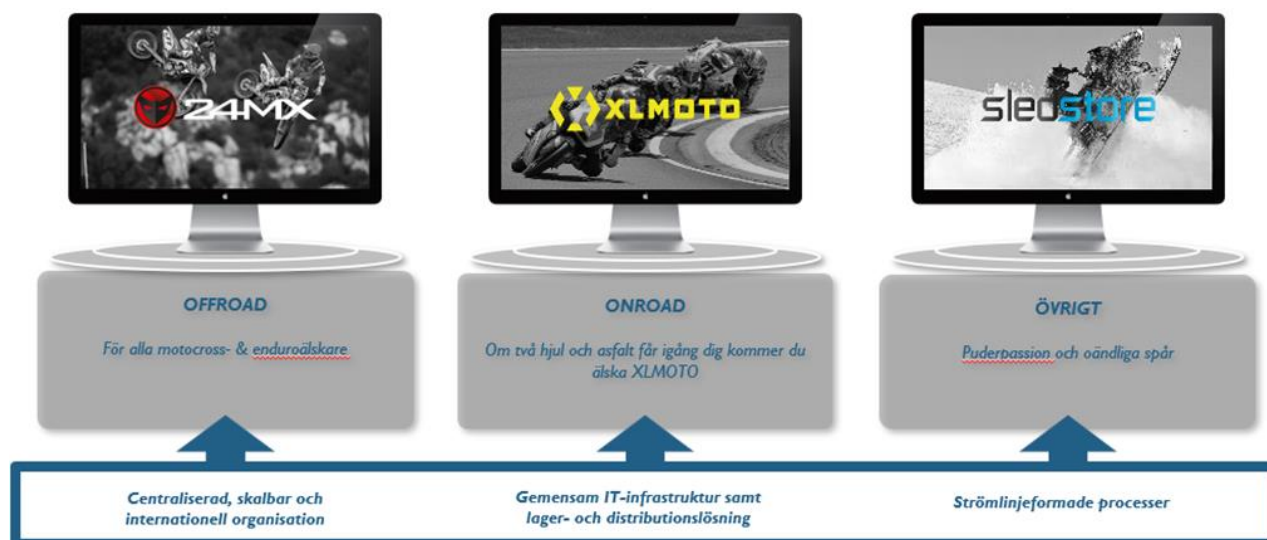 24MX
XLMOTO
sledstore
OFFROAD
För alla motocross- & enduroälskare
ONROAD
Om två hjul och asfalt får igång dig kommer du
älska XLMOTO
ÖVRIGT
Puderpassion och oändliga spår
Centraliserad, skalbar och
internationell organisation
Gemensam IT-infrastruktur samt
lager- och distributionslösning
Strömlinjeformade processer